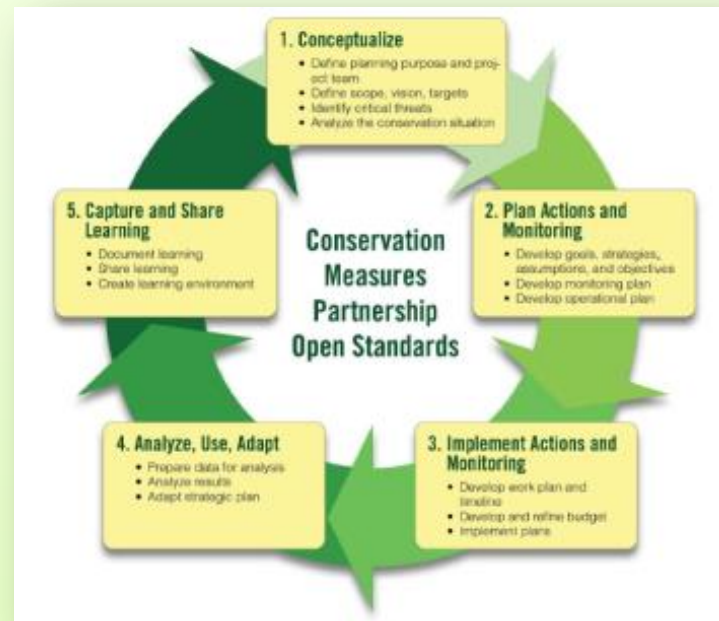 1. Conceptualize
• Define planning purpose and proj-
ect team
• Define scope, vision, targets
• Identify critical threats
• Analyze the conservation situation
2. Plan Actions and
Monitoring
• Develop goals, strategies,
assumptions, and objectives
• Develop monitoring plan
• Develop operational plan
3. Implement Actions and
Monitoring
• Develop work plan and
timeline
• Develop and refine budget
• Implement plans
4. Analyze, Use, Adapt
• Prepare data for analysis
• Analyze results
• Adapt strategic plan
5. Capture and Share
Learning
• Document learning
• Share learning
• Create learning environment
Conservation
Measures
Partnership
Open Standards